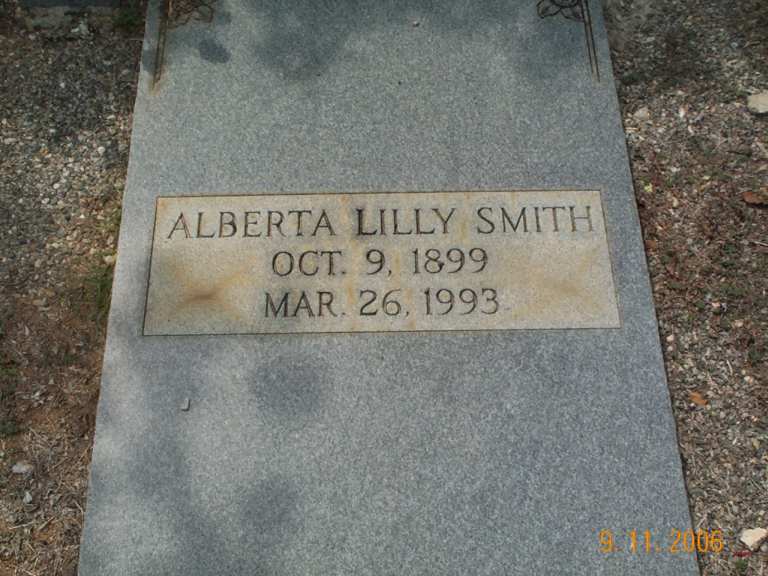 ALBERTA LILLY SMITH
OCT. 9, 1899
MAR. 26, 1993
9. 11. 2006